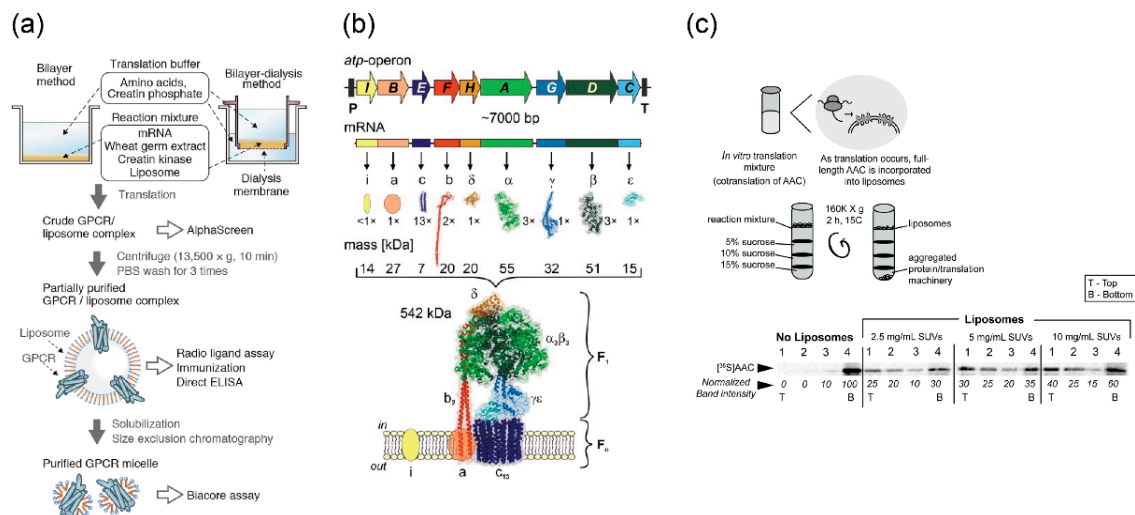 (a)
Bilayer
method
Translation buffer
Amino acids,
Creatin phosphate
Reaction mixture
mRNA
Wheat germ extract
Creatin kinase
Liposome
Bilayer-dialysis
method
Dialysis
membrane
Translation
Crude GPCR/
liposome complex
AlphaScreen
Centrifuge (13,500 × g, 10 min)
PBS wash for 3 times
Partially purified
GPCR / liposome complex
Liposome
GPCR
Radio ligand assay
Immunization
Direct ELISA
Solubilization
Size exclusion chromatography
Purified GPCR micelle
Biacore assay
(b)
atp-operon
I B E F H A G D C
P T
~7000 bp
mRNA
i a c b δ α γ β ε
<1× 1× 13× 2× 1× 3× 1× 3× 1×
mass [kDa]
14 27 7 20 20 55 32 51 15
542 kDa
δ
α₃β₃
F₁
b₂
γε
in
out
Fₒ
i a c₁₃
(c)
In vitro translation
mixture
(cotranslation of AAC)
As translation occurs, full-
length AAC is incorporated
into liposomes
reaction mixture
5% sucrose
10% sucrose
15% sucrose
160K X g
2 h, 15C
liposomes
aggregated
protein/translation
machinery
T - Top
B - Bottom
Liposomes
No Liposomes 2.5 mg/mL SUVs 5 mg/mL SUVs 10 mg/mL SUVs
1 2 3 4 1 2 3 4 1 2 3 4 1 2 3 4
[³⁵S]AAC
Normalized
Band intensity
0 0 10 100 25 20 10 30 30 25 20 35 40 25 15 60
T B T B T B T B